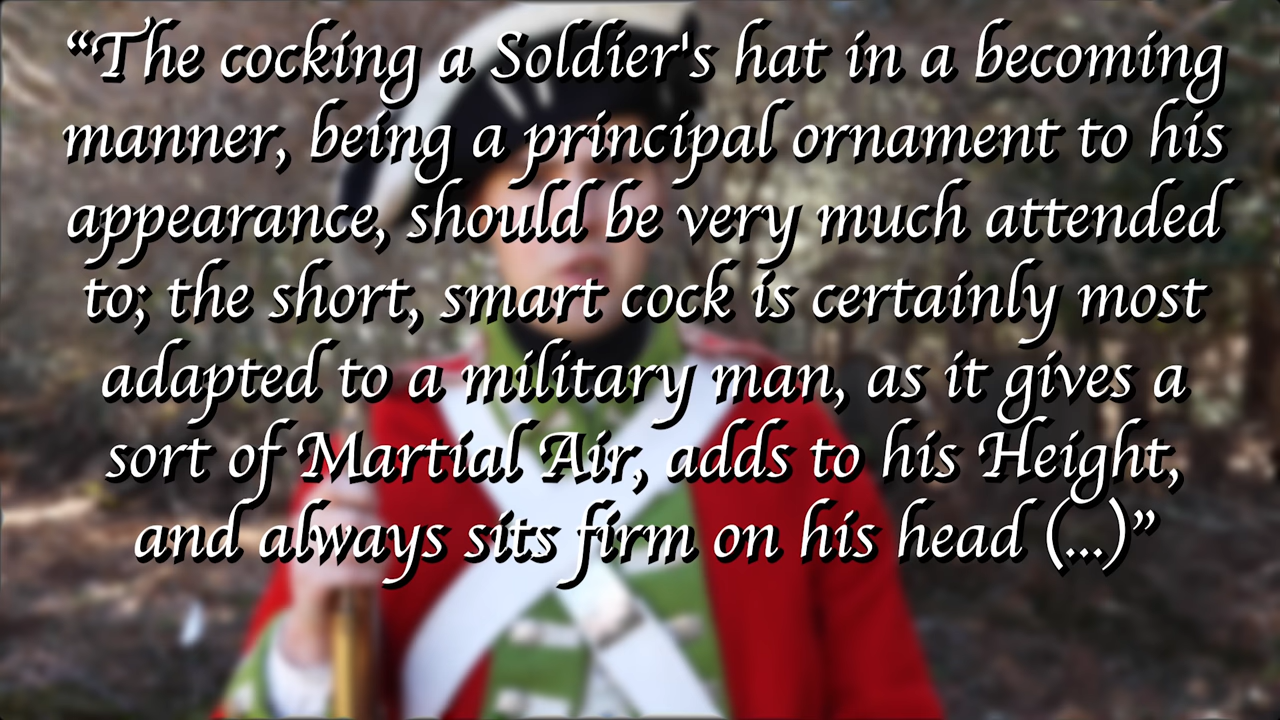 “The cocking a Soldier's hat in a becoming
manner, being a principal ornament to his
appearance, should be very much attended
to; the short, smart cock is certainly most
adapted to a military man, as it gives a
sort of Martial Air, adds to his Height,
and always sits firm on his head (...)”